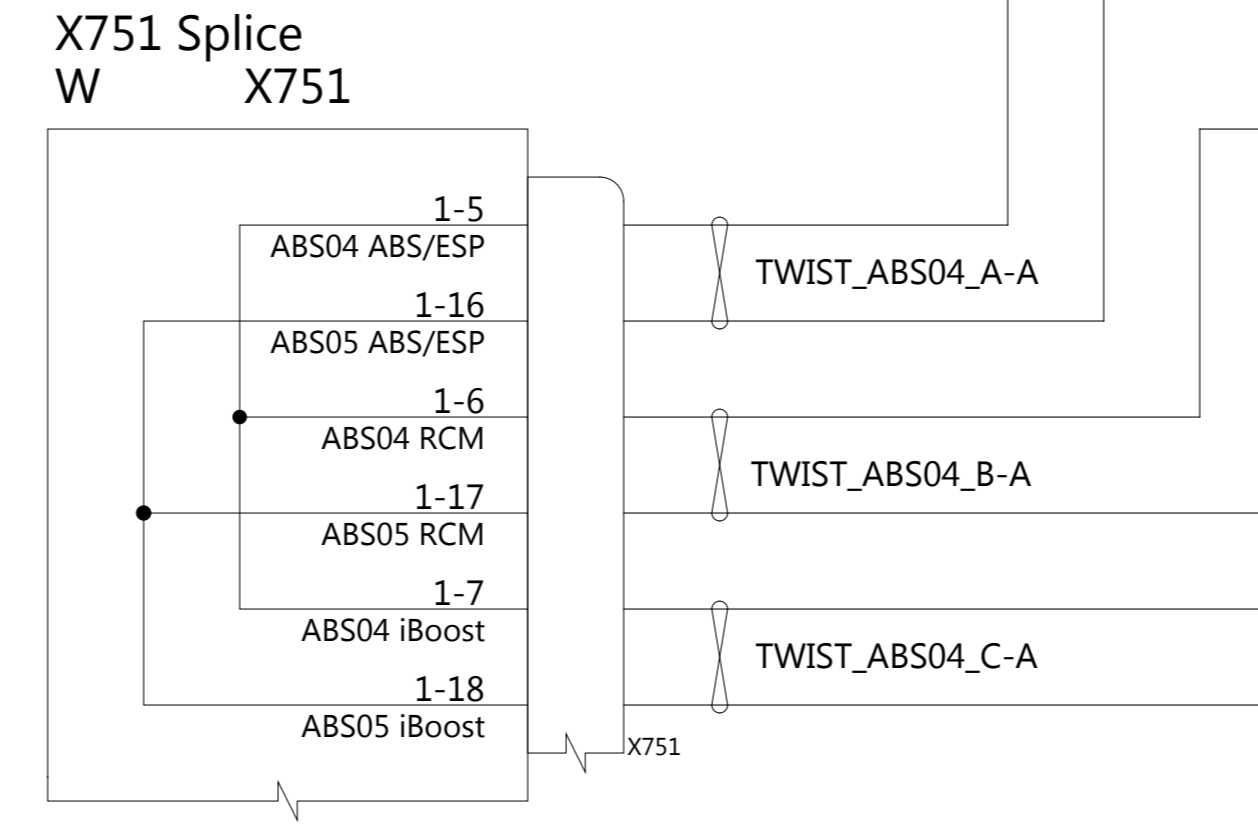 X751 Splice
W X751
1-5
ABS04 ABS/ESP
TWIST_ABS04_A-A
1-16
ABS05 ABS/ESP
1-6
ABS04 RCM
TWIST_ABS04_B-A
1-17
ABS05 RCM
1-7
ABS04 iBoost
TWIST_ABS04_C-A
1-18
ABS05 iBoost
X751